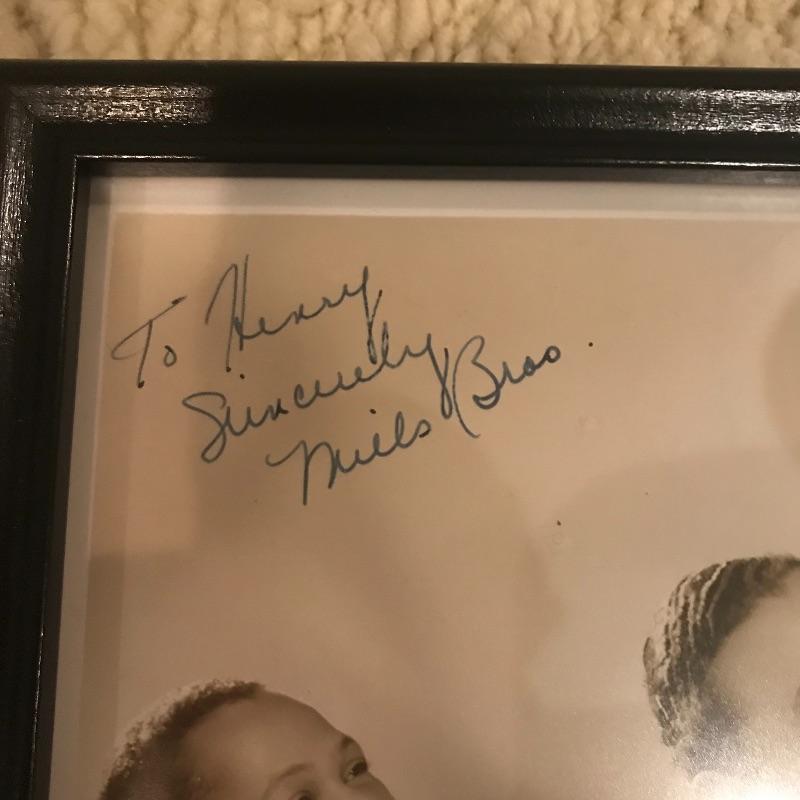 To Henry
Sincerely
Mills Bros.